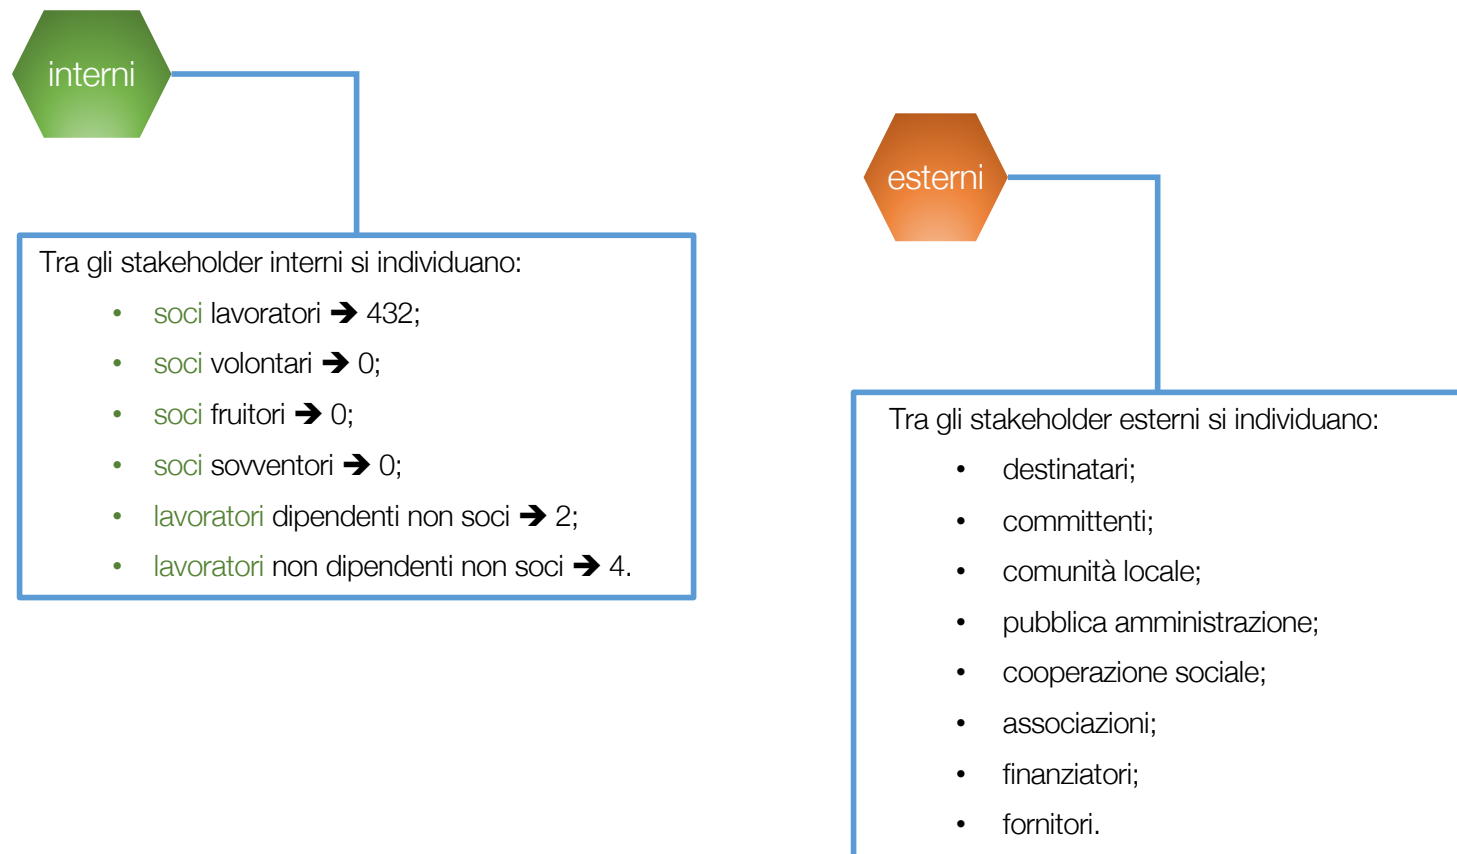 interni
Tra gli stakeholder interni si individuano:
• soci lavoratori ➔ 432;
• soci volontari ➔ 0;
• soci fruitori ➔ 0;
• soci sovventori ➔ 0;
• lavoratori dipendenti non soci ➔ 2;
• lavoratori non dipendenti non soci ➔ 4.
esterni
Tra gli stakeholder esterni si individuano:
• destinatari;
• committenti;
• comunità locale;
• pubblica amministrazione;
• cooperazione sociale;
• associazioni;
• finanziatori;
• fornitori.